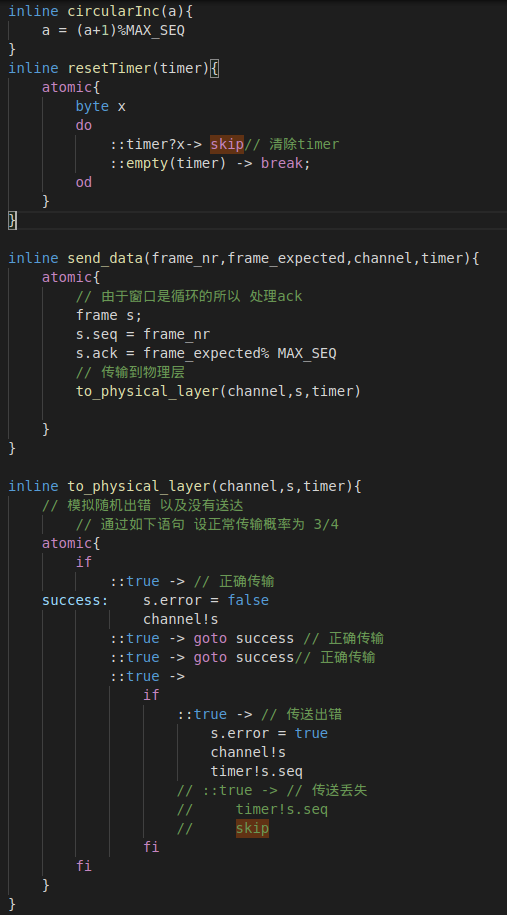 inline circularInc(a){
    a = (a+1)%MAX_SEQ
}
inline resetTimer(timer){
    atomic{
        byte x
        do
            ::timer?x-> skip// 清除timer
            ::empty(timer) -> break;
        od
    }
}

inline send_data(frame_nr,frame_expected,channel,timer){
    atomic{
        // 由于窗口是循环的所以 处理ack
        frame s;
        s.seq = frame_nr
        s.ack = frame_expected% MAX_SEQ
        // 传输到物理层
        to_physical_layer(channel,s,timer)

    }
}

inline to_physical_layer(channel,s,timer){
    // 模拟随机出错 以及没有送达
        // 通过如下语句 设正常传输概率为 3/4
    atomic{
        if
            ::true -> // 正确传输
    success:    s.error = false
                channel!s
            ::true -> goto success // 正确传输
            ::true -> goto success// 正确传输
            ::true ->
                if
                    ::true -> // 传送出错
                        s.error = true
                        channel!s
                        timer!s.seq
                    // ::true -> // 传送丢失
                    //     timer!s.seq
                    //     skip
                fi
        fi
    }
}